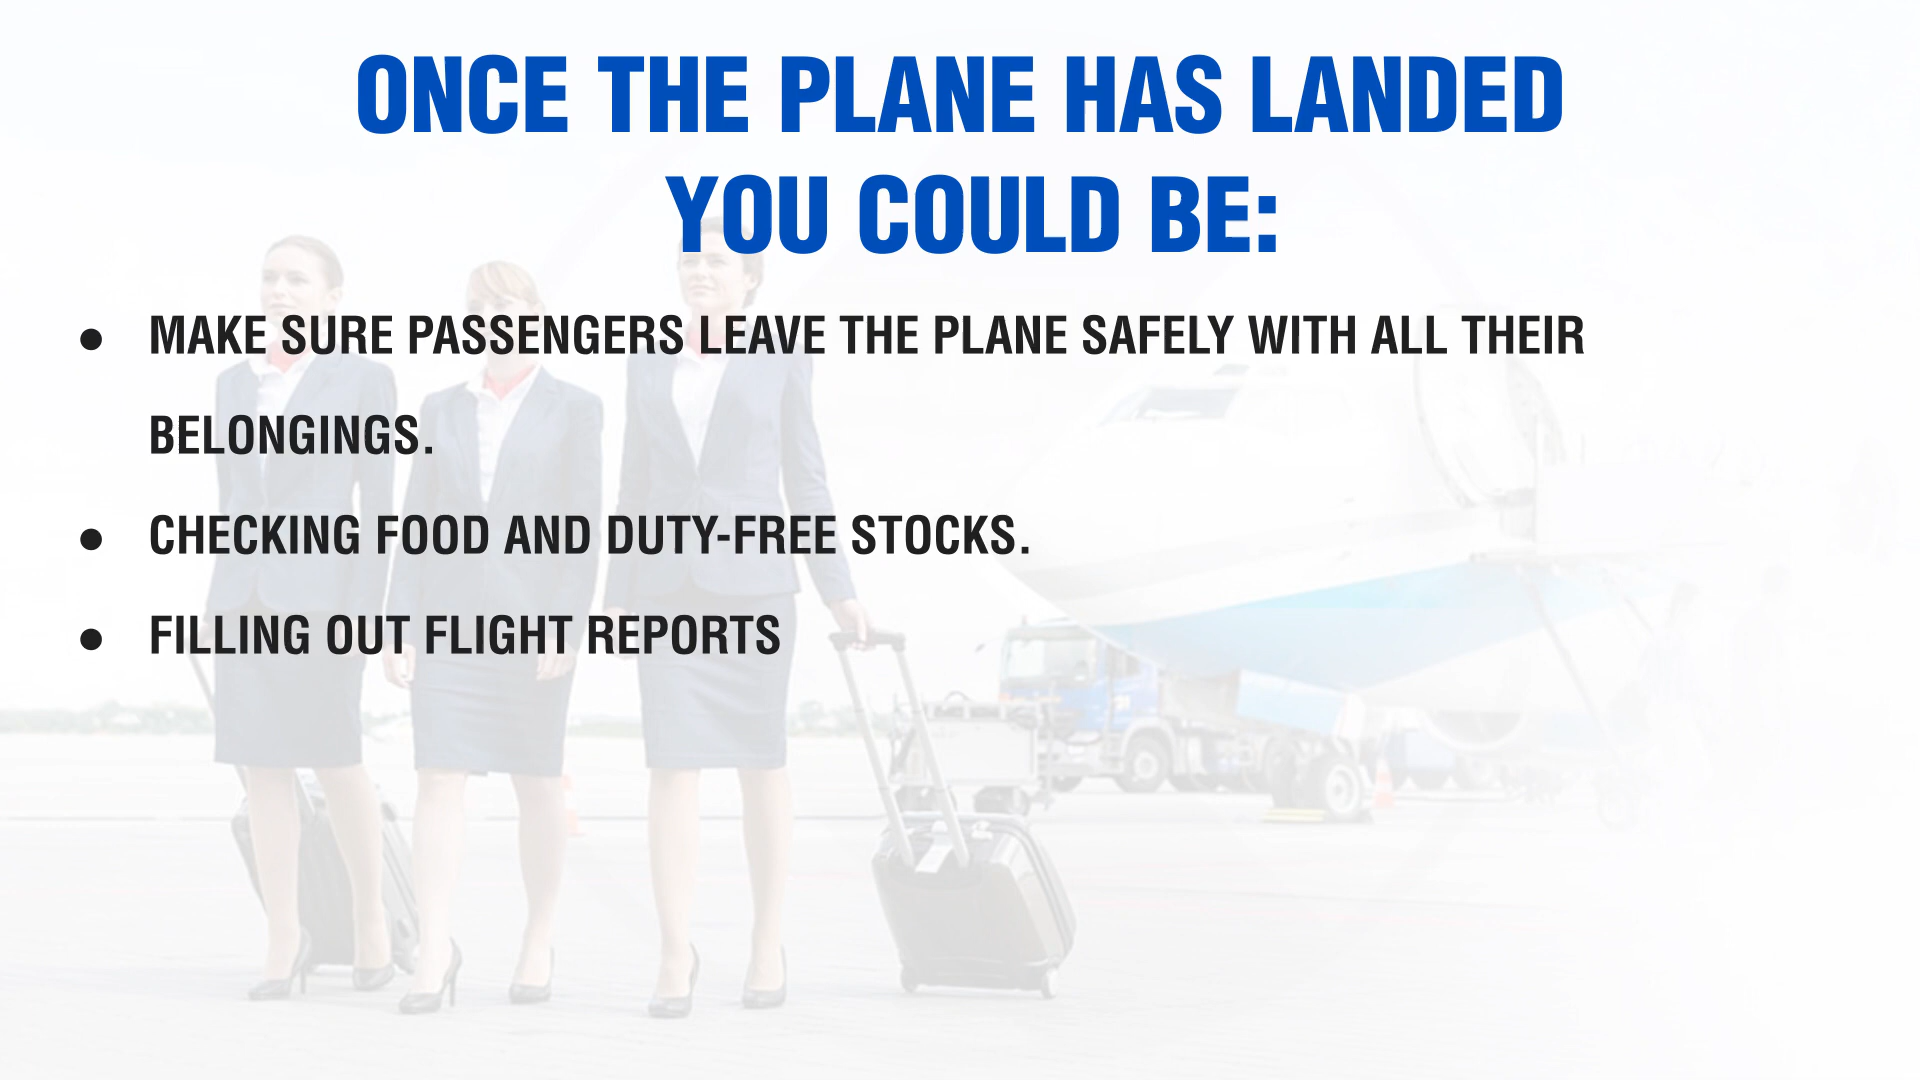 ONCE THE PLANE HAS LANDED
YOU COULD BE:
● MAKE SURE PASSENGERS LEAVE THE PLANE SAFELY WITH ALL THEIR
BELONGINGS.
● CHECKING FOOD AND DUTY-FREE STOCKS.
● FILLING OUT FLIGHT REPORTS